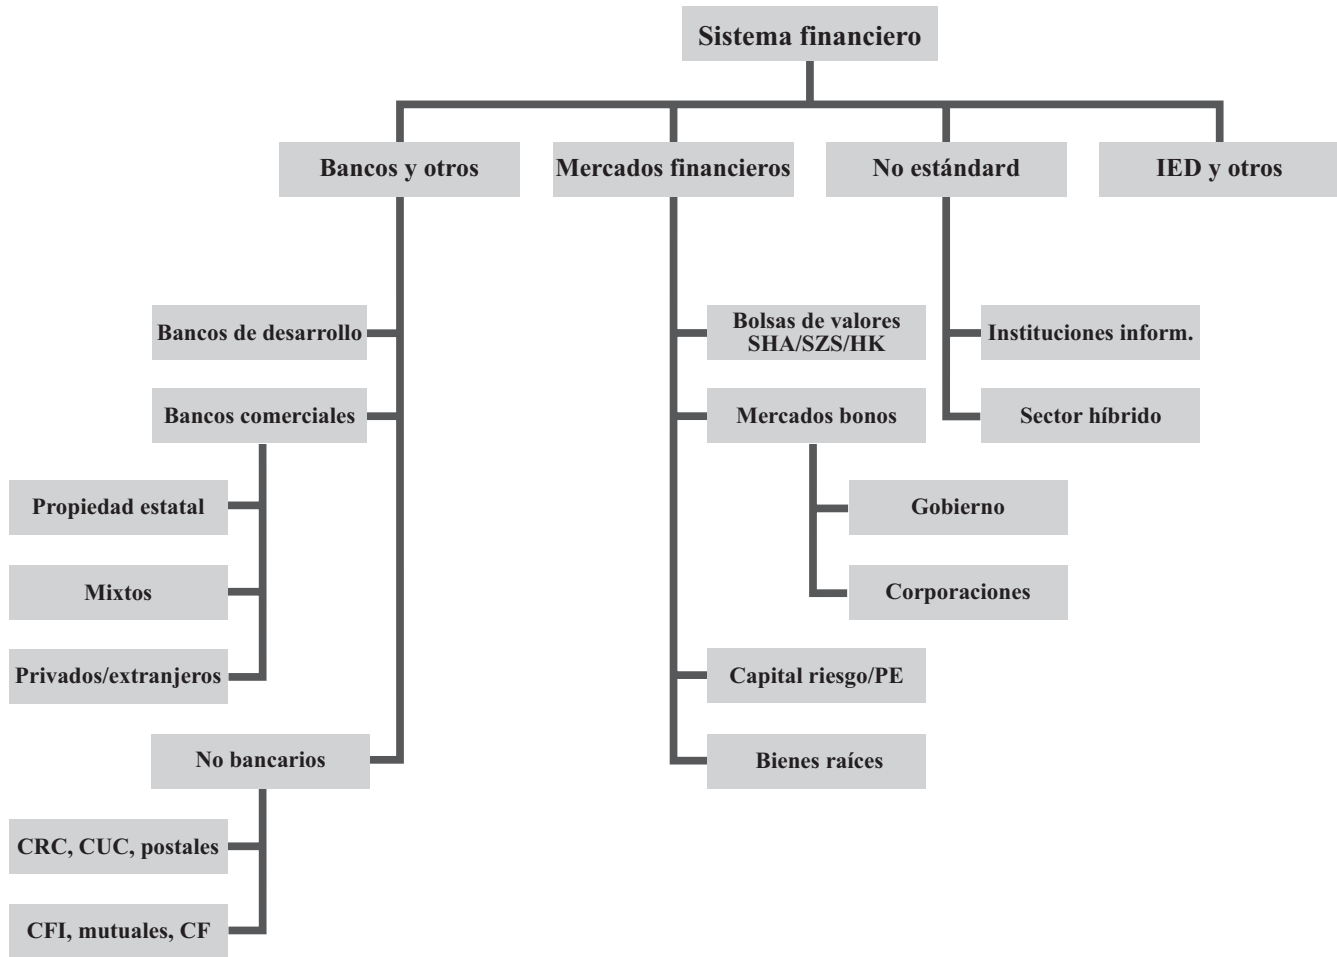 Sistema financiero
Bancos y otros
Mercados financieros
No estándard
IED y otros
Bancos de desarrollo
Bolsas de valores
SHA/SZS/HK
Instituciones inform.
Bancos comerciales
Mercados bonos
Sector híbrido
Propiedad estatal
Gobierno
Mixtos
Corporaciones
Privados/extranjeros
Capital riesgo/PE
No bancarios
Bienes raíces
CRC, CUC, postales
CFI, mutuales, CF